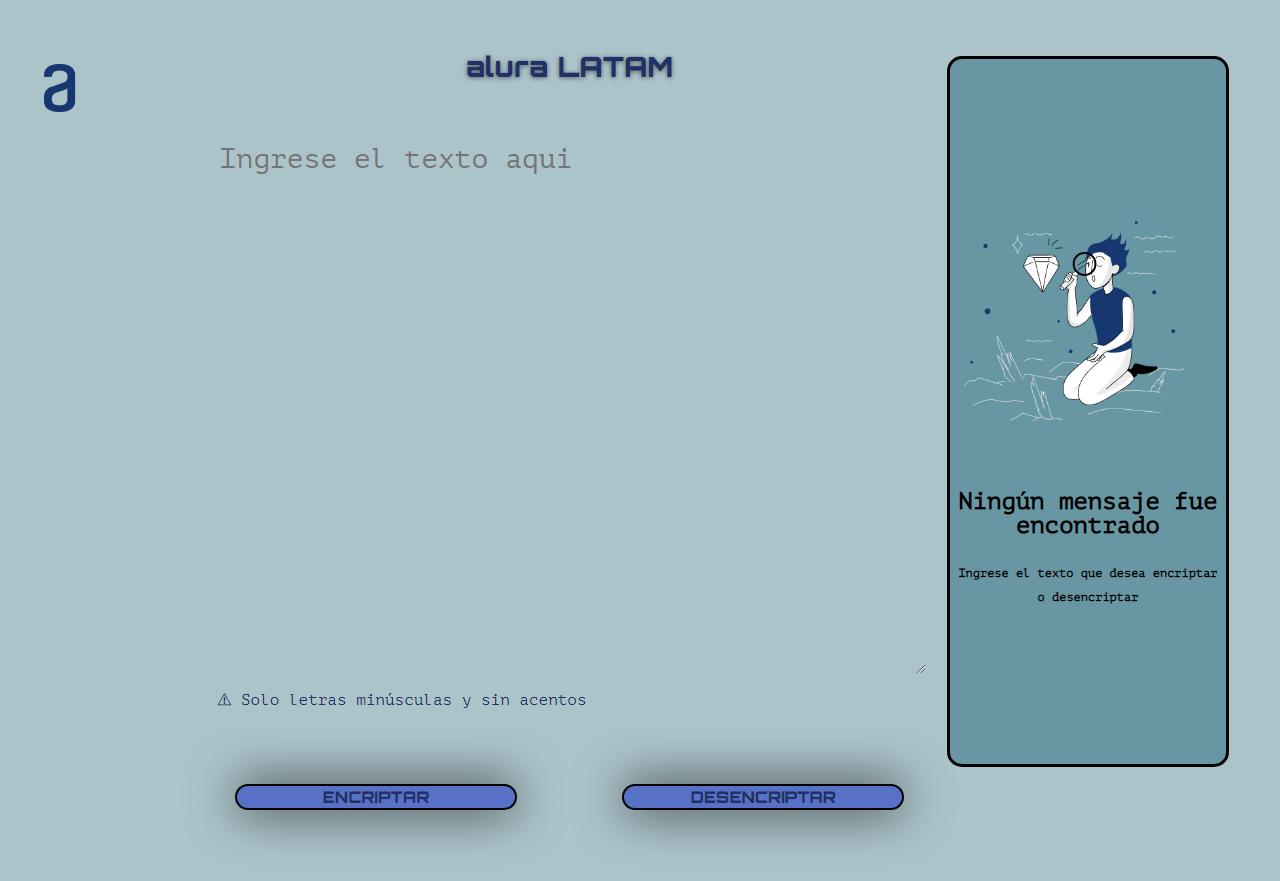 a
alura LATAM
Ingrese el texto aqui
⚠ Solo letras minúsculas y sin acentos
ENCRIPTAR
DESENCRIPTAR
Ningún mensaje fue
encontrado
Ingrese el texto que desea encriptar
o desencriptar